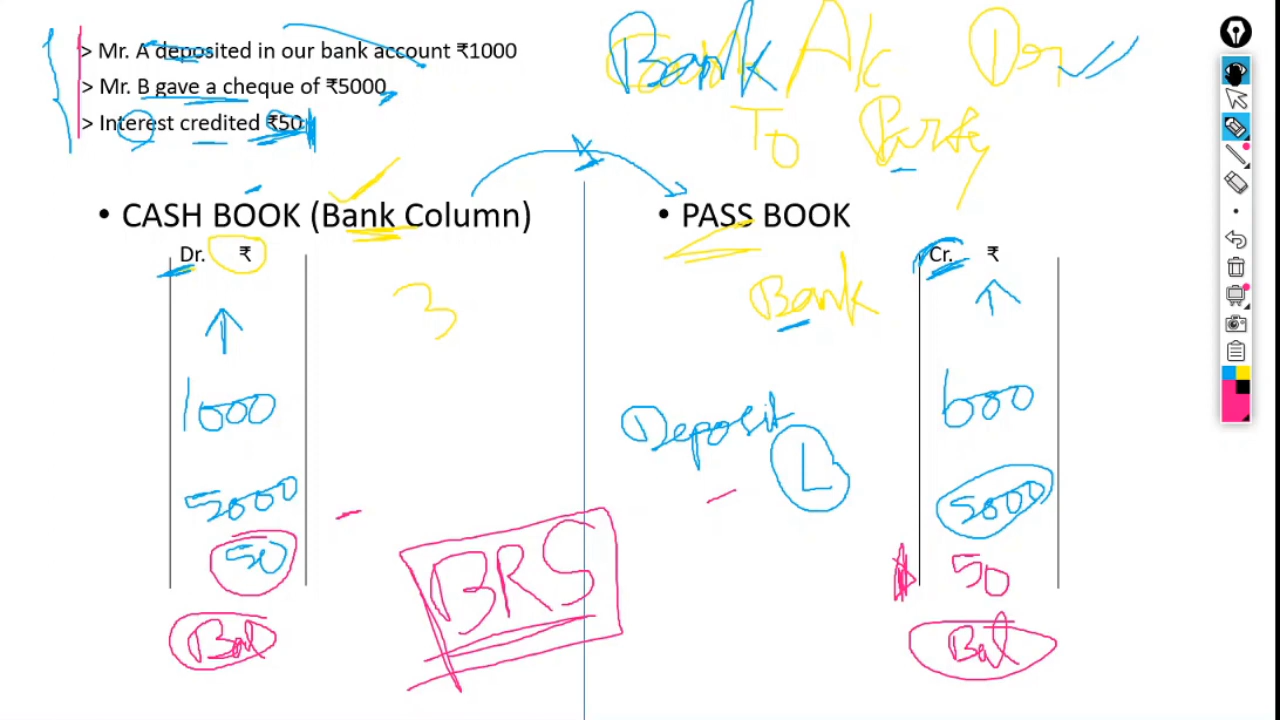 > Mr. A deposited in our bank account ₹1000
> Mr. B gave a cheque of ₹5000
> Interest credited ₹50
Bank A/c Dr
To Party
• CASH BOOK (Bank Column)
Dr. ₹
3
1000
5000
50
Bal
BRS
• PASS BOOK
Cr. ₹
Bank
Deposit
L
5000
50
Bal